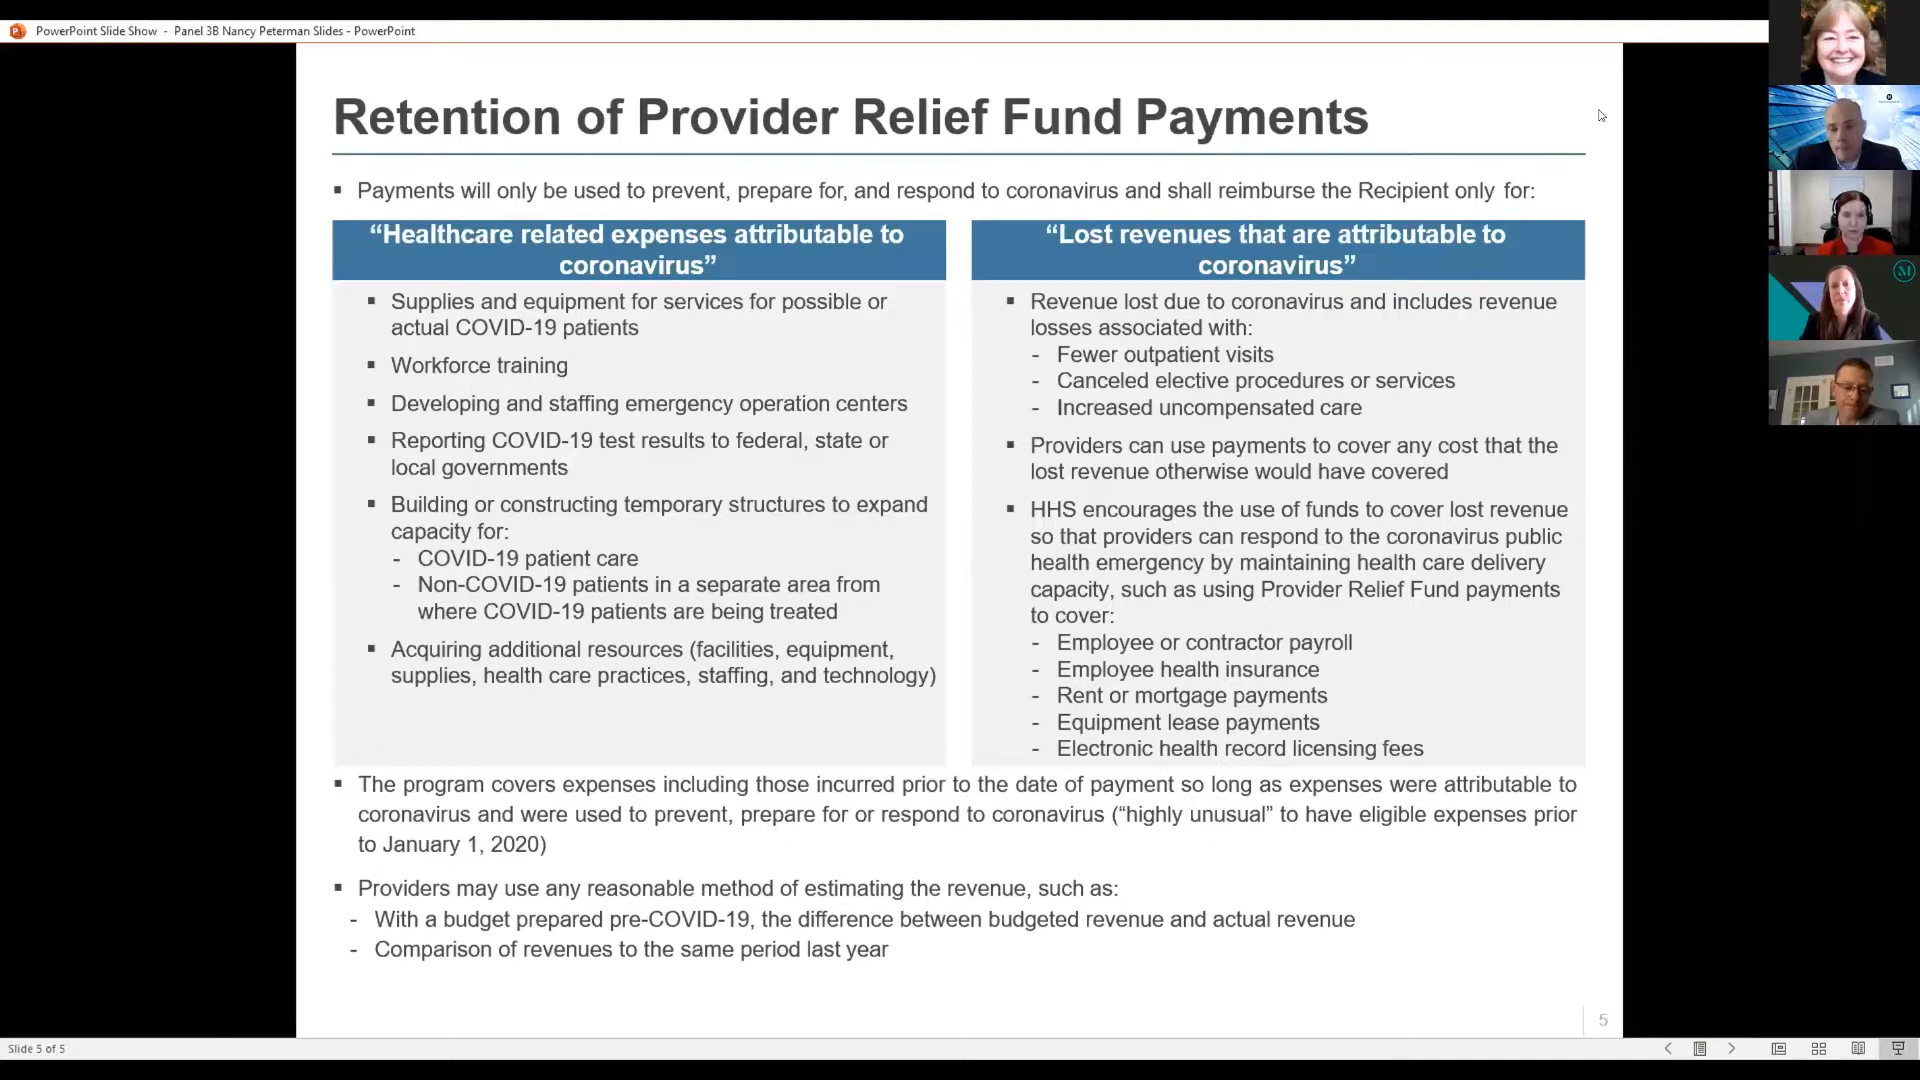 PowerPoint Slide Show - Panel 3B Nancy Peterman Slides - PowerPoint
Retention of Provider Relief Fund Payments
▪ Payments will only be used to prevent, prepare for, and respond to coronavirus and shall reimburse the Recipient only for:
“Healthcare related expenses attributable to
coronavirus”
▪ Supplies and equipment for services for possible or
actual COVID-19 patients
▪ Workforce training
▪ Developing and staffing emergency operation centers
▪ Reporting COVID-19 test results to federal, state or
local governments
▪ Building or constructing temporary structures to expand
capacity for:
- COVID-19 patient care
- Non-COVID-19 patients in a separate area from
where COVID-19 patients are being treated
▪ Acquiring additional resources (facilities, equipment,
supplies, health care practices, staffing, and technology)
“Lost revenues that are attributable to
coronavirus”
▪ Revenue lost due to coronavirus and includes revenue
losses associated with:
- Fewer outpatient visits
- Canceled elective procedures or services
- Increased uncompensated care
▪ Providers can use payments to cover any cost that the
lost revenue otherwise would have covered
▪ HHS encourages the use of funds to cover lost revenue
so that providers can respond to the coronavirus public
health emergency by maintaining health care delivery
capacity, such as using Provider Relief Fund payments
to cover:
- Employee or contractor payroll
- Employee health insurance
- Rent or mortgage payments
- Equipment lease payments
- Electronic health record licensing fees
▪ The program covers expenses including those incurred prior to the date of payment so long as expenses were attributable to
coronavirus and were used to prevent, prepare for or respond to coronavirus (“highly unusual” to have eligible expenses prior
to January 1, 2020)
▪ Providers may use any reasonable method of estimating the revenue, such as:
- With a budget prepared pre-COVID-19, the difference between budgeted revenue and actual revenue
- Comparison of revenues to the same period last year
5
Slide 5 of 5
M